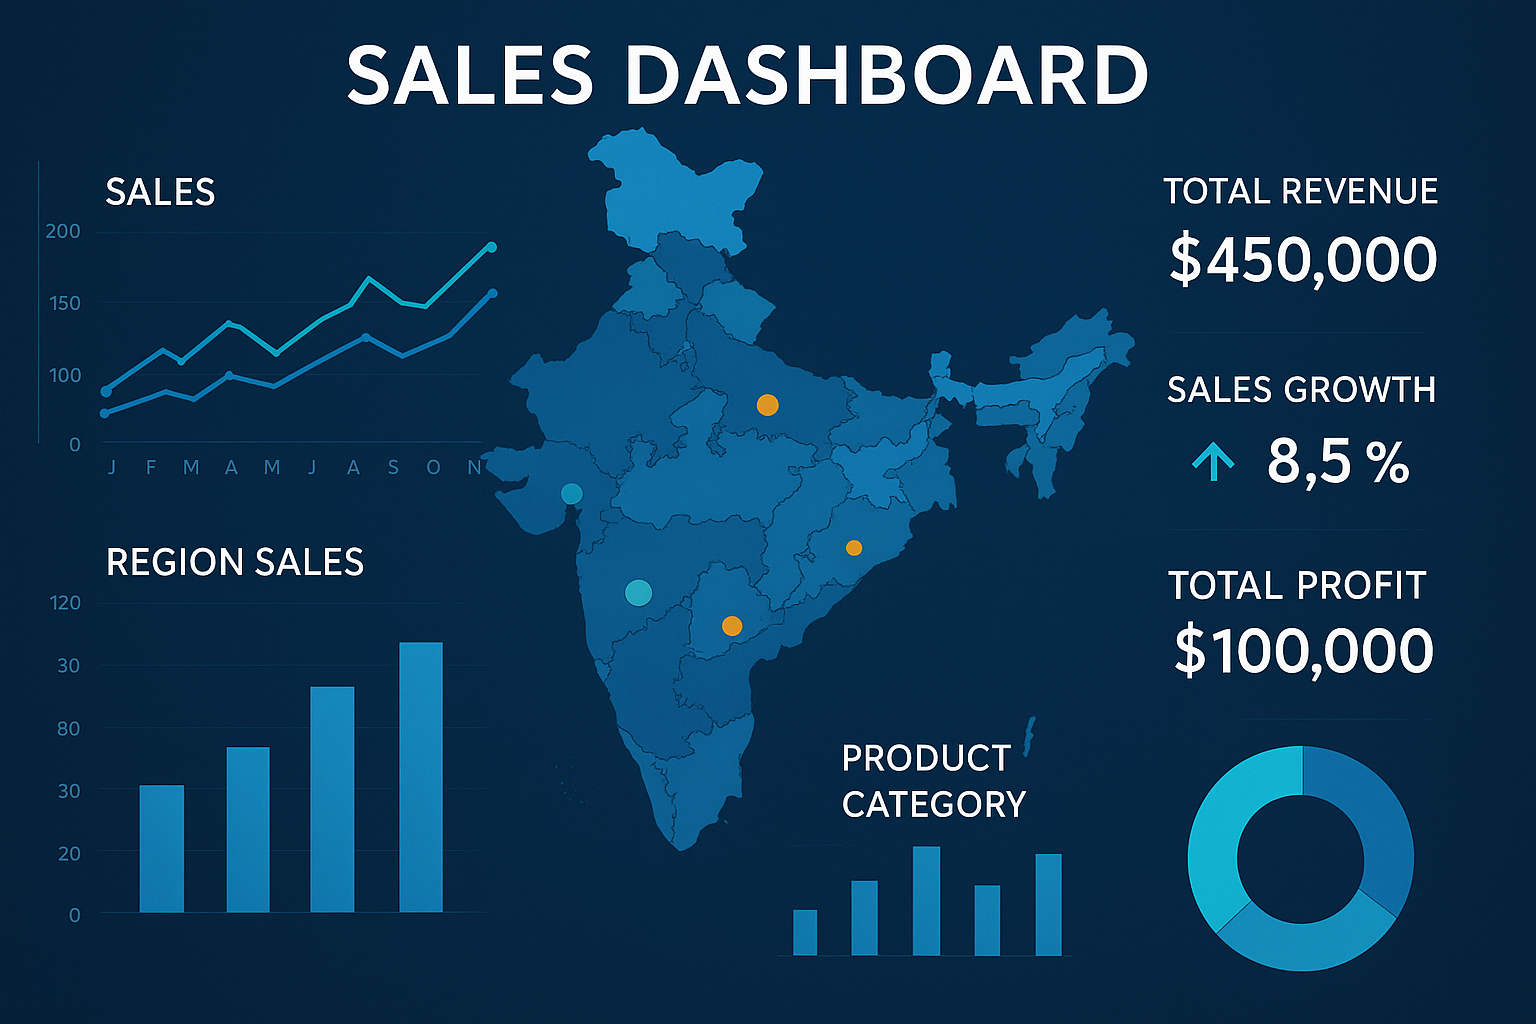 SALES DASHBOARD
SALES
200
150
100
0
J F M A M J A S O N
REGION SALES
120
30
80
30
20
0
TOTAL REVENUE
$450,000
SALES GROWTH
↑ 8,5 %
TOTAL PROFIT
$100,000
PRODUCT
CATEGORY